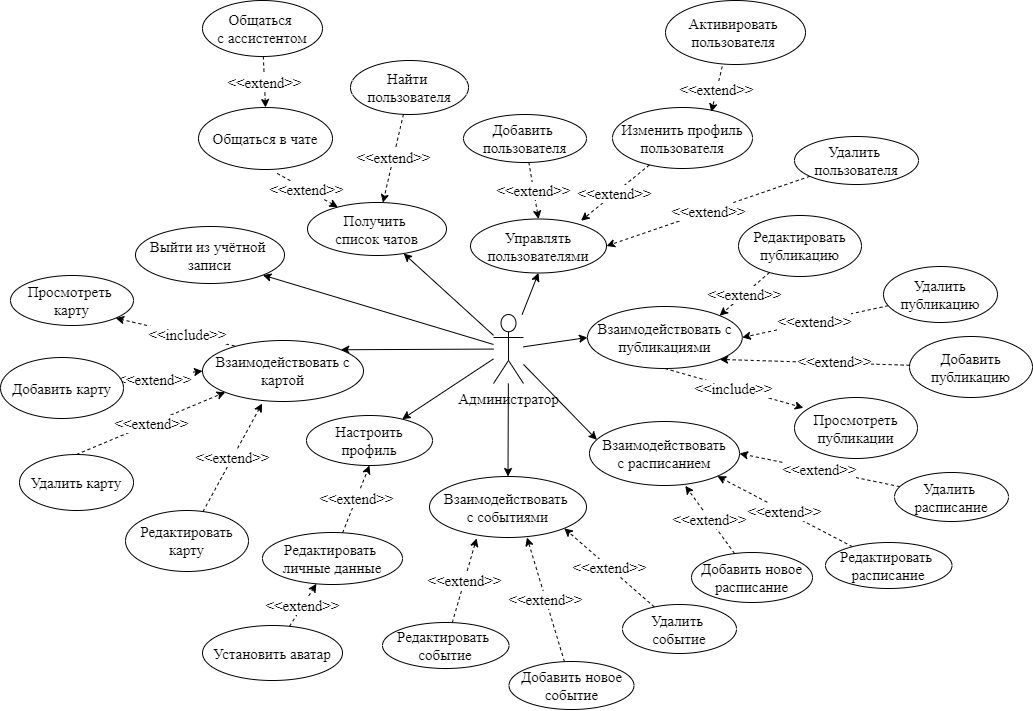 Общаться
с ассистентом
<<extend>>
Общаться в чате
<<extend>>
Найти
пользователя
<<extend>>
Получить
список чатов
Добавить
пользователя
<<extend>>
Активировать
пользователя
<<extend>>
Изменить профиль
пользователя
<<extend>>
Удалить
пользователя
<<extend>>
Управлять
пользователями
Выйти из учётной
записи
Просмотреть
карту
<<include>>
Взаимодействовать с
картой
Добавить карту
<<extend>>
Удалить карту
<<extend>>
Редактировать
карту
<<extend>>
Администратор
Редактировать
публикацию
<<extend>>
Удалить
публикацию
<<extend>>
Взаимодействовать с
публикациями
Добавить
публикацию
<<extend>>
<<include>>
Просмотреть
публикации
Настроить
профиль
<<extend>>
Редактировать
личные данные
<<extend>>
Установить аватар
Взаимодействовать
с событиями
<<extend>>
Редактировать
событие
<<extend>>
Добавить новое
событие
<<extend>>
Удалить
событие
Взаимодействовать
с расписанием
<<extend>>
Удалить
расписание
<<extend>>
Редактировать
расписание
<<extend>>
Добавить новое
расписание